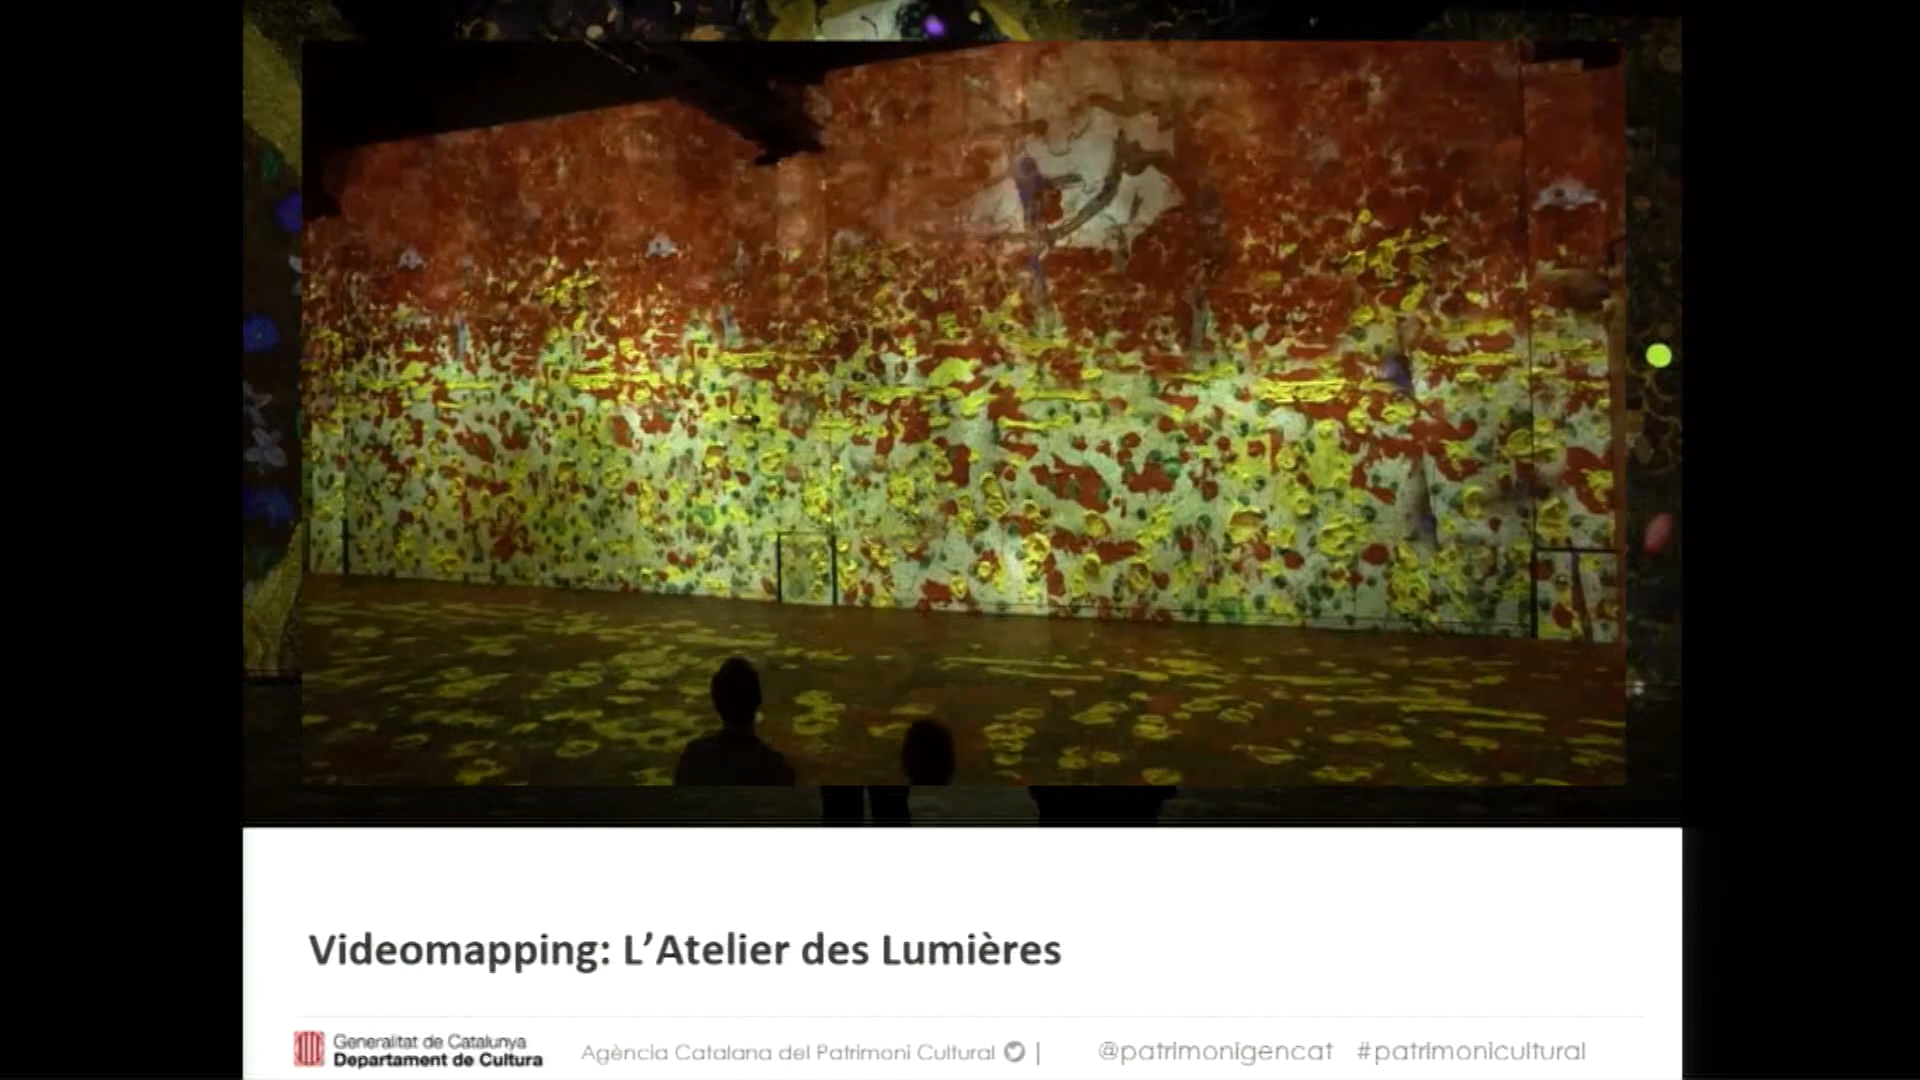 Videomapping: L’Atelier des Lumières
Generalitat de Catalunya
Departament de Cultura
Agència Catalana del Patrimoni Cultural | @patrimonigencat #patrimonicultural